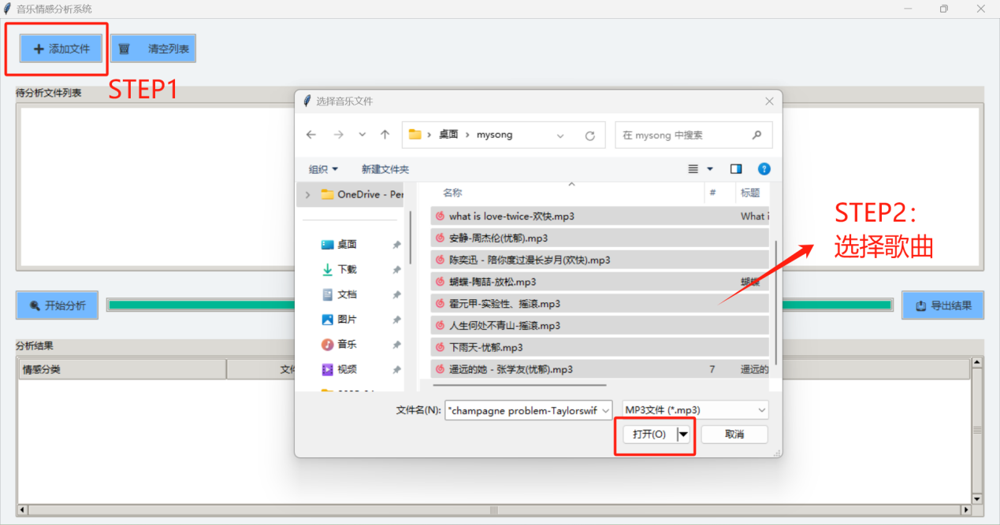 音乐情感分析系统
添加文件
清空列表
STEP1
待分析文件列表
选择音乐文件
桌面 mysong
在 mysong 中搜索
组织
新建文件夹
OneDrive - Per
名称
#
标题
桌面
下载
文档
图片
音乐
视频
what is love-twice-欢快.mp3
What i
安静-周杰伦(忧郁).mp3
陈奕迅 - 陪你度过漫长岁月(欢快).mp3
蝴蝶-陶喆-放松.mp3
蝴蝶
霍元甲-实验性、摇滚.mp3
人生何处不青山-摇滚.mp3
下雨天-忧郁.mp3
遥远的她 - 张学友(忧郁).mp3
7
遥远的
STEP2：
选择歌曲
文件名(N):
"champagne problem-Taylorswif
MP3文件 (*.mp3)
打开(O)
取消
开始分析
导出结果
分析结果
情感分类
文件